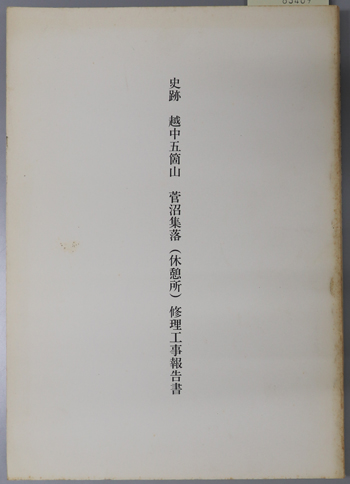 史跡　越中五箇山　菅沼集落（休憩所）修理工事報告書